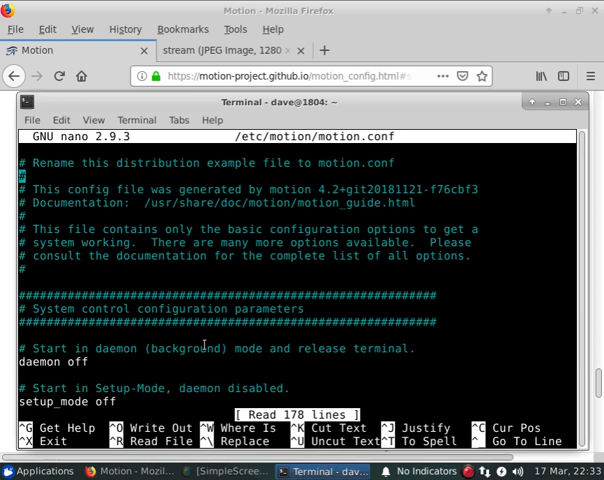 Motion - Mozilla Firefox
File Edit View History Bookmarks Tools Help
Motion stream (JPEG Image, 1280 ×
https://motion-project.github.io/motion_config.html#
Terminal - dave@1804: ~
File Edit View Terminal Tabs Help
GNU nano 2.9.3 /etc/motion/motion.conf
# Rename this distribution example file to motion.conf
#
# This config file was generated by motion 4.2+git20181121-f76cbf3
# Documentation: /usr/share/doc/motion/motion_guide.html
#
# This file contains only the basic configuration options to get a
# system working. There are many more options available. Please
# consult the documentation for the complete list of all options.
#
############################################################
# System control configuration parameters
############################################################
# Start in daemon (background) mode and release terminal.
daemon off
# Start in Setup-Mode, daemon disabled.
setup_mode off
[ Read 178 lines ]
^G Get Help ^O Write Out ^W Where Is ^K Cut Text ^J Justify ^C Cur Pos
^X Exit ^R Read File ^\ Replace ^U Uncut Text ^T To Spell ^_ Go To Line
Applications Motion - Mozil... [SimpleScree... Terminal - dav... No Indicators 17 Mar, 22:33